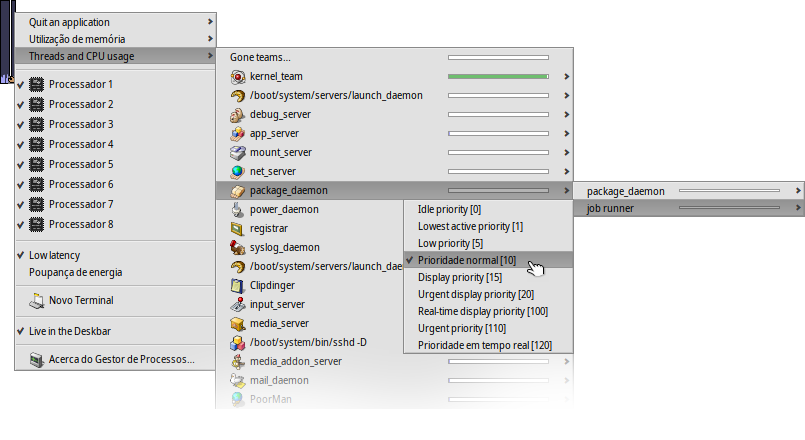 Quit an application
Utilização de memória
Threads and CPU usage
Processador 1
Processador 2
Processador 3
Processador 4
Processador 5
Processador 6
Processador 7
Processador 8
Low latency
Poupança de energia
Novo Terminal
Live in the Deskbar
Acerca do Gestor de Processos...
Gone teams...
kernel_team
/boot/system/servers/launch_daemon
debug_server
app_server
mount_server
net_server
package_daemon
power_daemon
registrar
syslog_daemon
/boot/system/servers/launch_dae
Clipdinger
input_server
media_server
/boot/system/bin/sshd -D
media_addon_server
mail_daemon
PoorMan
package_daemon
job runner
Idle priority [0]
Lowest active priority [1]
Low priority [5]
Prioridade normal [10]
Display priority [15]
Urgent display priority [20]
Real-time display priority [100]
Urgent priority [110]
Prioridade em tempo real [120]